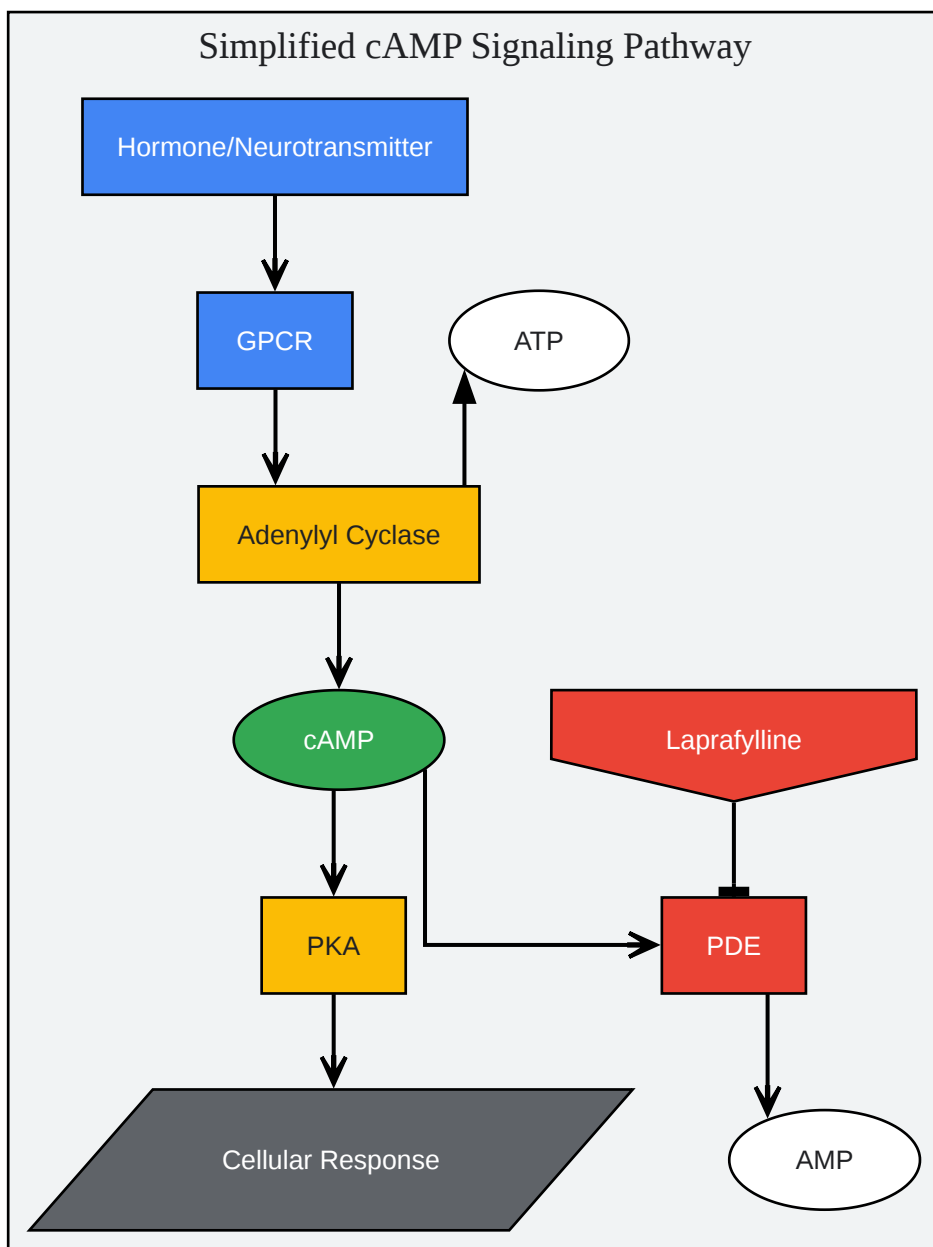 Simplified cAMP Signaling Pathway
Hormone/Neurotransmitter
GPCR
ATP
Adenylyl Cyclase
cAMP
Laprafylline
PKA
PDE
Cellular Response
AMP